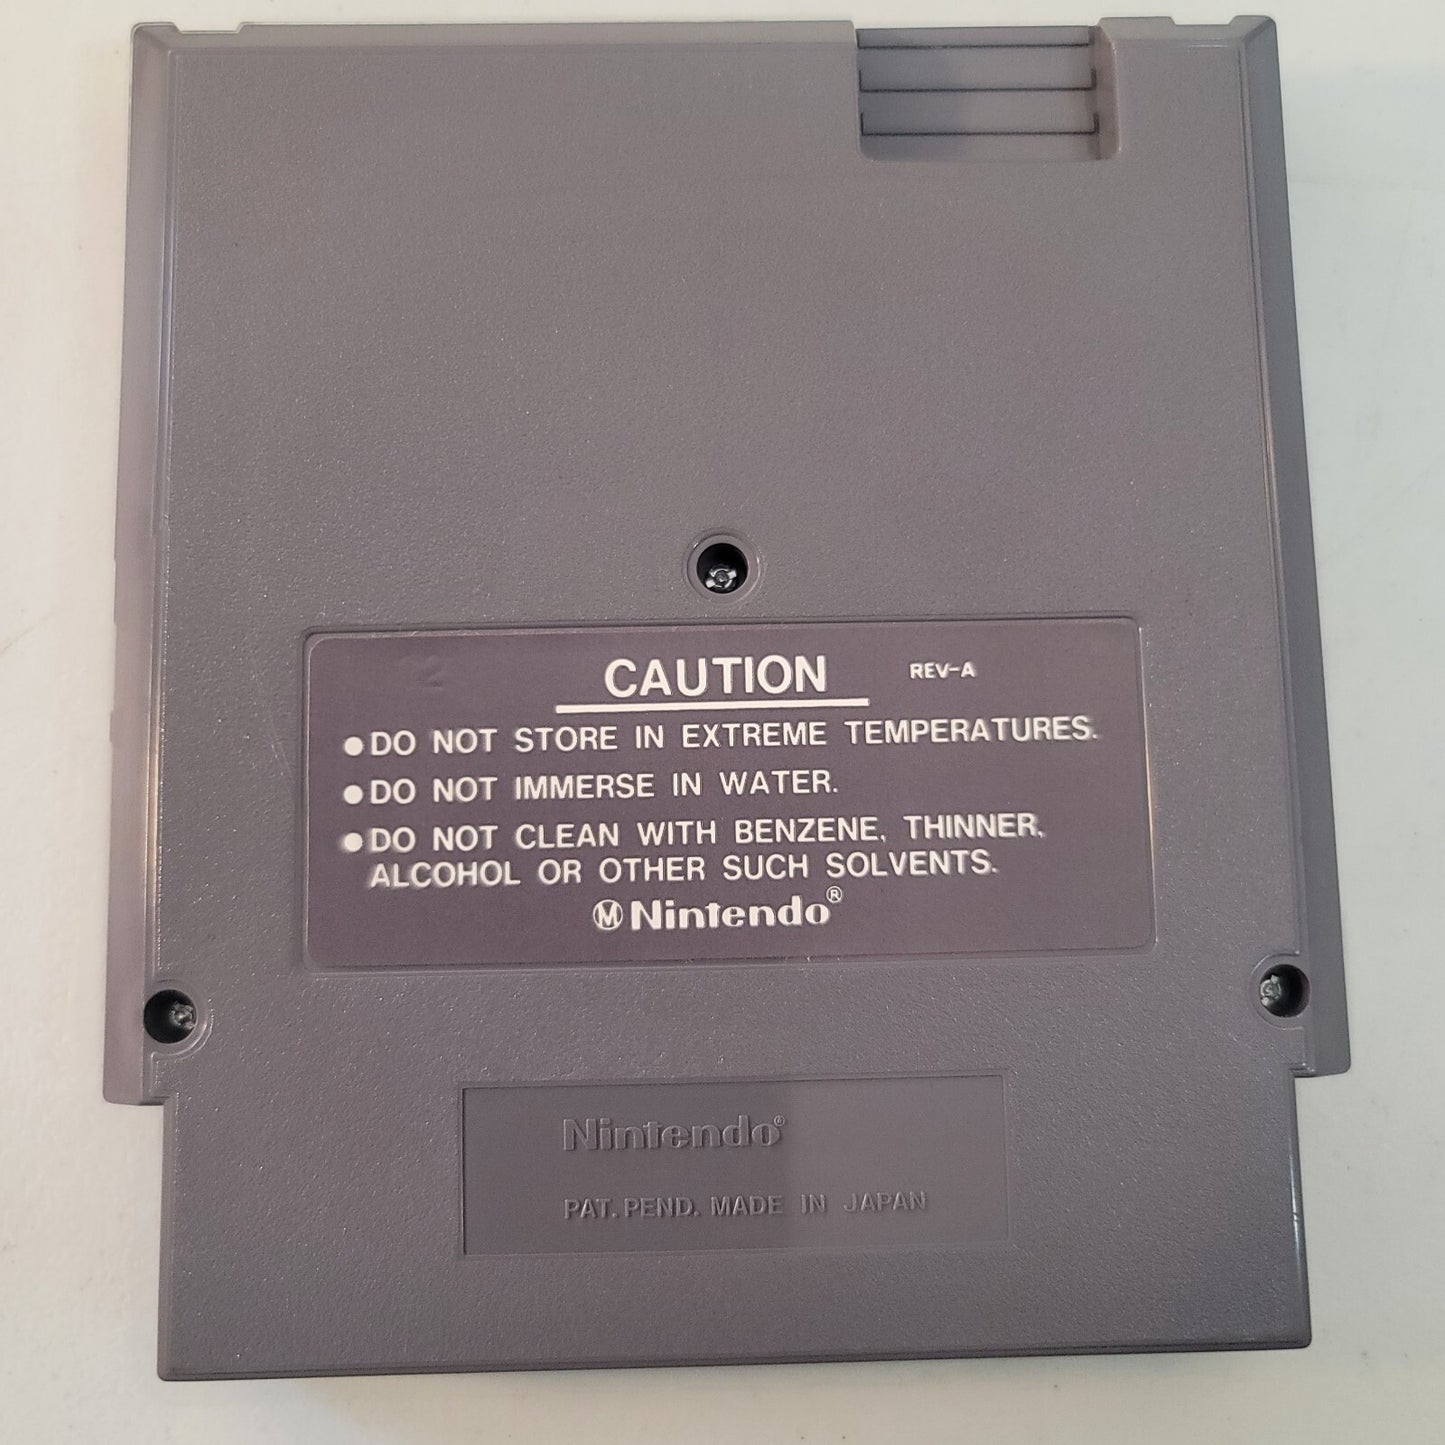 CAUTION REV-A
●DO NOT STORE IN EXTREME TEMPERATURES.
●DO NOT IMMERSE IN WATER.
●DO NOT CLEAN WITH BENZENE, THINNER,
ALCOHOL OR OTHER SUCH SOLVENTS.
Ⓜ Nintendo®
Nintendo®
PAT. PEND. MADE IN JAPAN